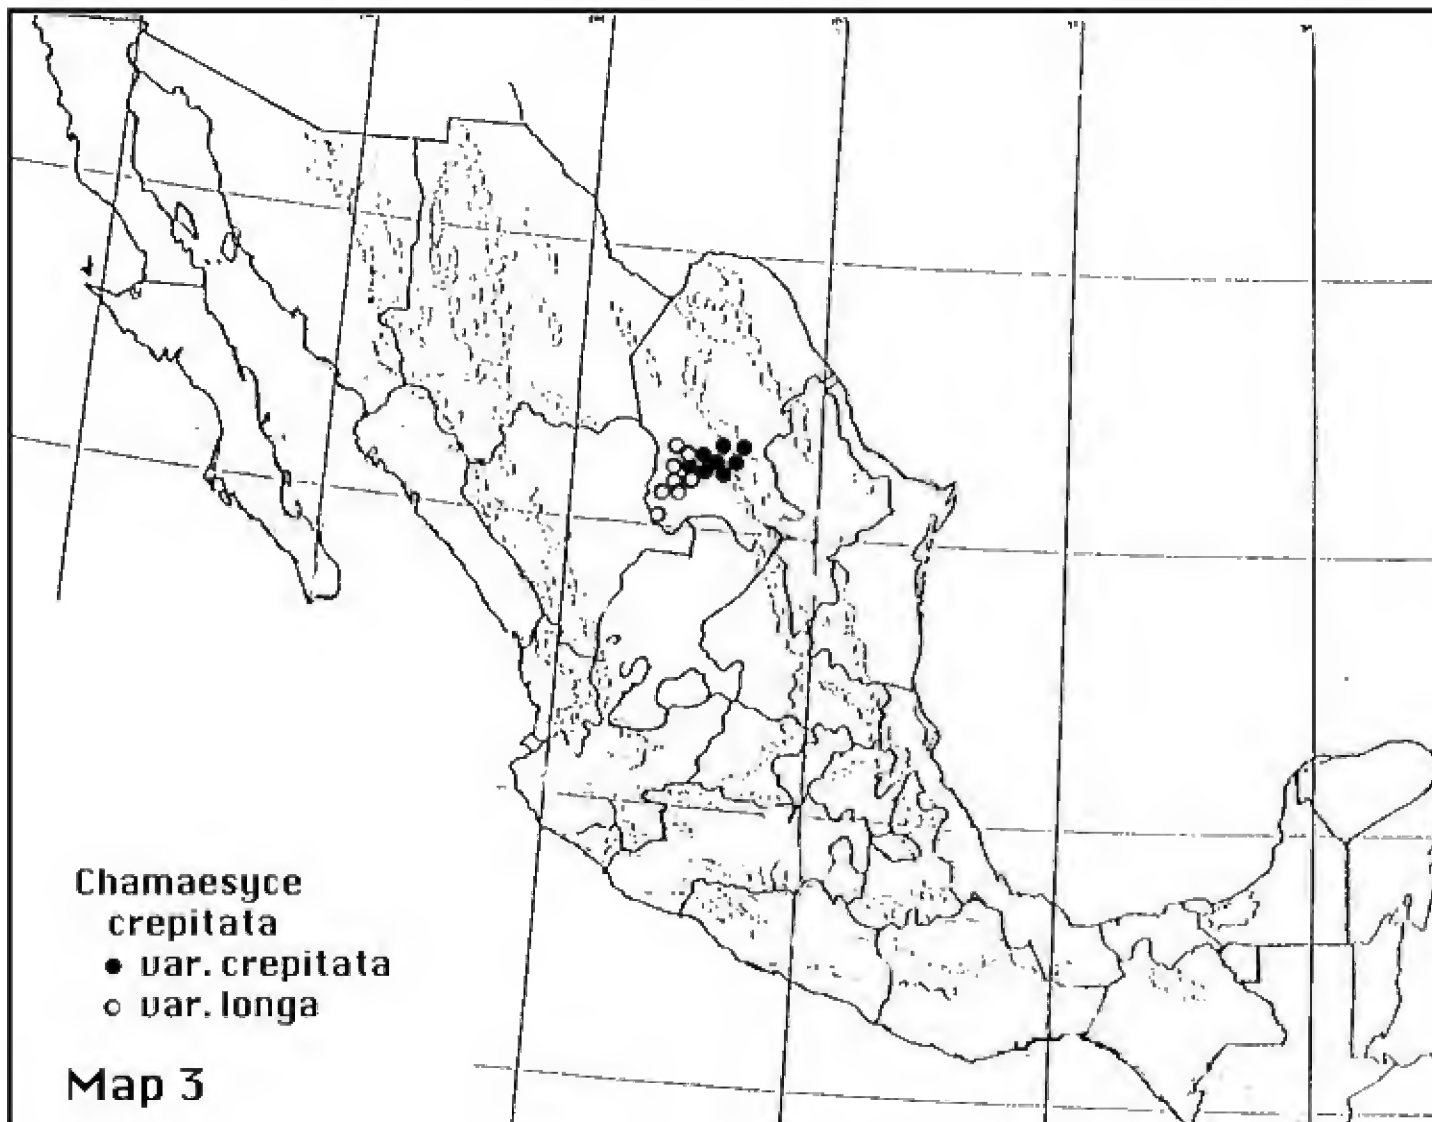 Chamaesyce
crepitata
● var. crepitata
○ var. longa
Map 3